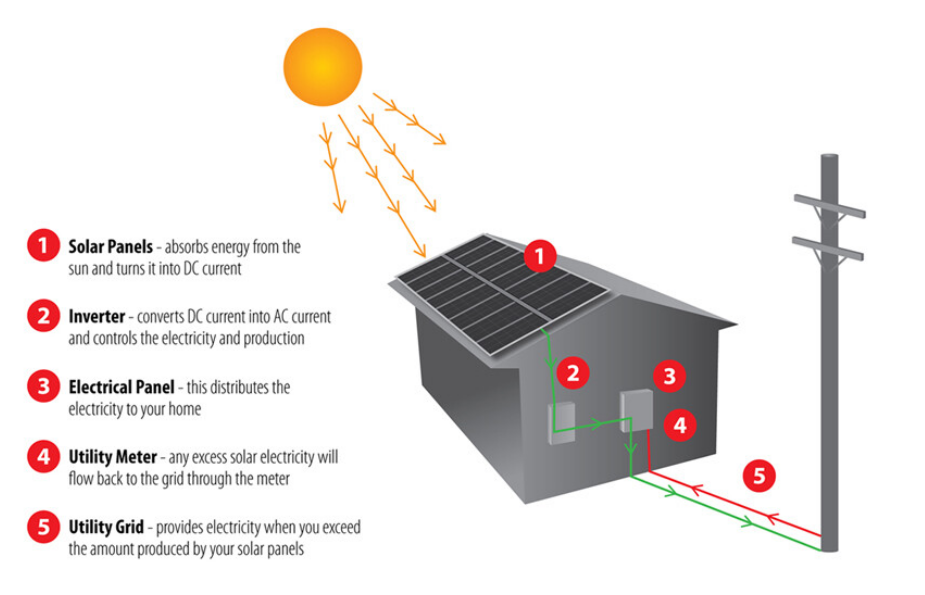 1 Solar Panels - absorbs energy from the
sun and turns it into DC current
2 Inverter - converts DC current into AC current
and controls the electricity and production
3 Electrical Panel - this distributes the
electricity to your home
4 Utility Meter - any excess solar electricity will
flow back to the grid through the meter
5 Utility Grid - provides electricity when you exceed
the amount produced by your solar panels
1
2
3
4
5